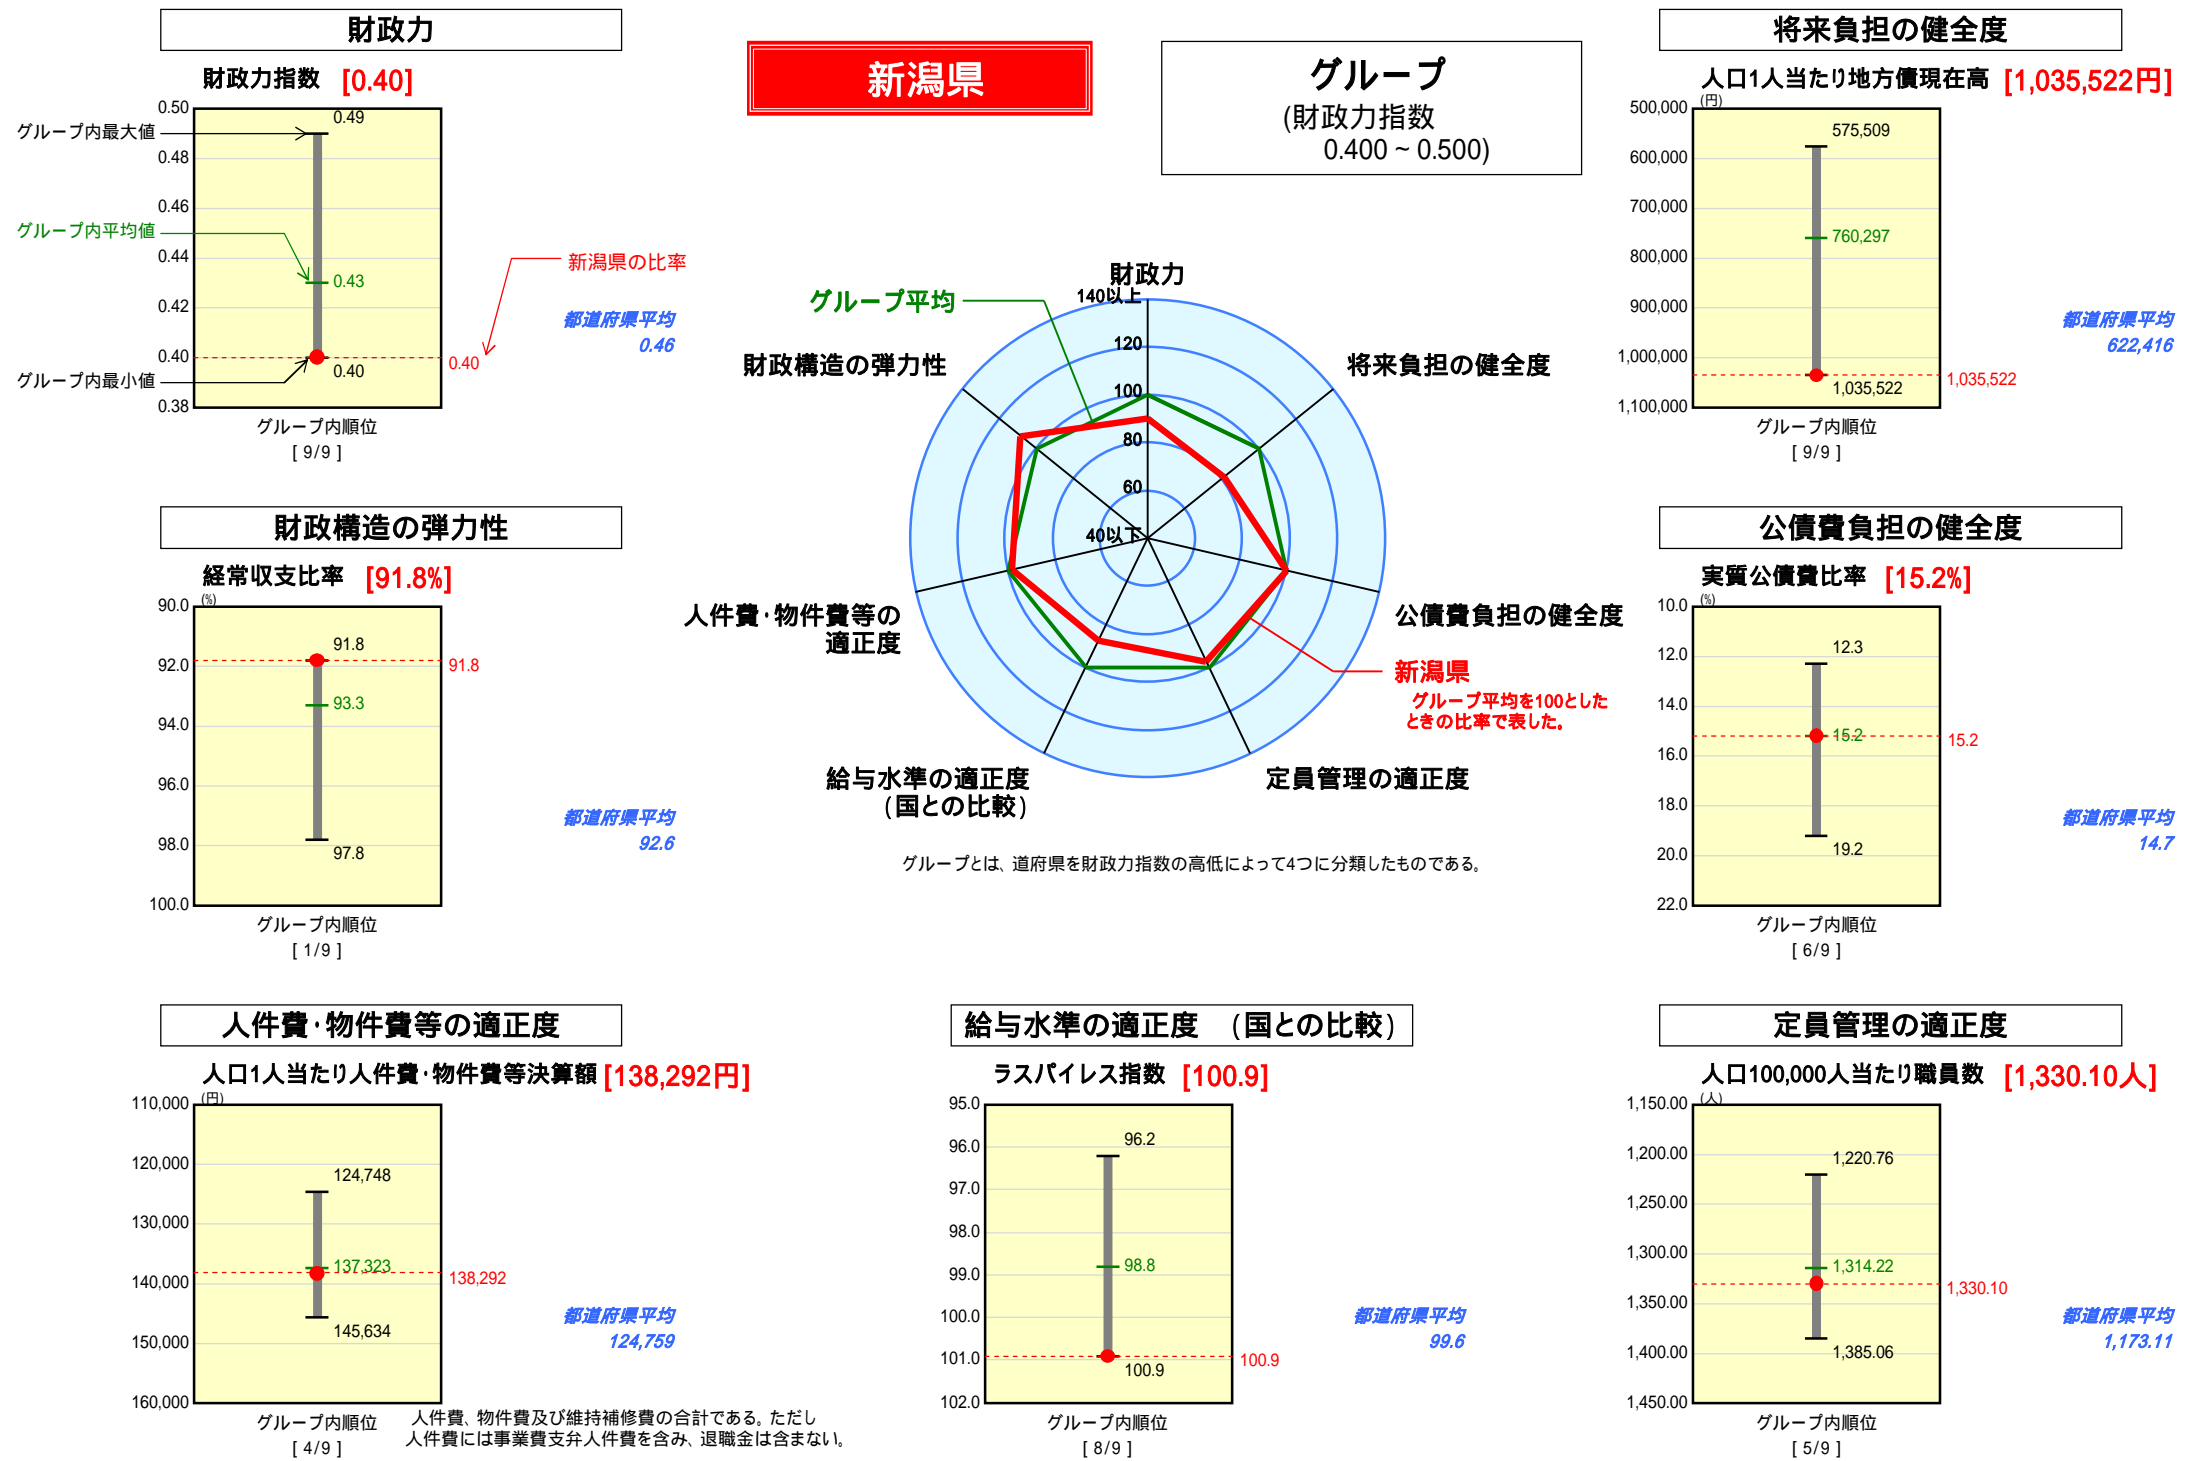 財政力
財政力指数 [0.40]
0.50
0.48
0.46
0.44
0.42
0.40
0.38
グループ内最大値
グループ内平均値
グループ内最小値
0.49
0.43
0.40
新潟県の比率
0.40
都道府県平均
0.46
グループ内順位
[ 9/9 ]
新潟県
グループ
(財政力指数
0.400 ~ 0.500)
将来負担の健全度
人口1人当たり地方債現在高 [1,035,522円]
(円)
500,000
600,000
700,000
800,000
900,000
1,000,000
1,100,000
575,509
760,297
1,035,522
1,035,522
都道府県平均
622,416
グループ内順位
[ 9/9 ]
財政構造の弾力性
経常収支比率 [91.8%]
(%)
90.0
92.0
94.0
96.0
98.0
100.0
91.8
93.3
97.8
91.8
都道府県平均
92.6
グループ内順位
[ 1/9 ]
財政力
140以上
120
100
80
60
40以下
グループ平均
財政構造の弾力性
将来負担の健全度
人件費・物件費等の
適正度
公債費負担の健全度
新潟県
グループ平均を100とした
ときの比率で表した。
給与水準の適正度
(国との比較)
定員管理の適正度
グループとは、道府県を財政力指数の高低によって4つに分類したものである。
公債費負担の健全度
実質公債費比率 [15.2%]
(%)
10.0
12.0
14.0
16.0
18.0
20.0
22.0
12.3
15.2
19.2
15.2
都道府県平均
14.7
グループ内順位
[ 6/9 ]
人件費・物件費等の適正度
人口1人当たり人件費・物件費等決算額 [138,292円]
(円)
110,000
120,000
130,000
140,000
150,000
160,000
124,748
137,323
145,634
138,292
都道府県平均
124,759
グループ内順位
[ 4/9 ]
人件費、物件費及び維持補修費の合計である。ただし
人件費には事業費支弁人件費を含み、退職金は含まない。
給与水準の適正度 (国との比較)
ラスパイレス指数 [100.9]
95.0
96.0
97.0
98.0
99.0
100.0
101.0
102.0
96.2
98.8
100.9
100.9
都道府県平均
99.6
グループ内順位
[ 8/9 ]
定員管理の適正度
人口100,000人当たり職員数 [1,330.10人]
(人)
1,150.00
1,200.00
1,250.00
1,300.00
1,350.00
1,400.00
1,450.00
1,220.76
1,314.22
1,385.06
1,330.10
都道府県平均
1,173.11
グループ内順位
[ 5/9 ]